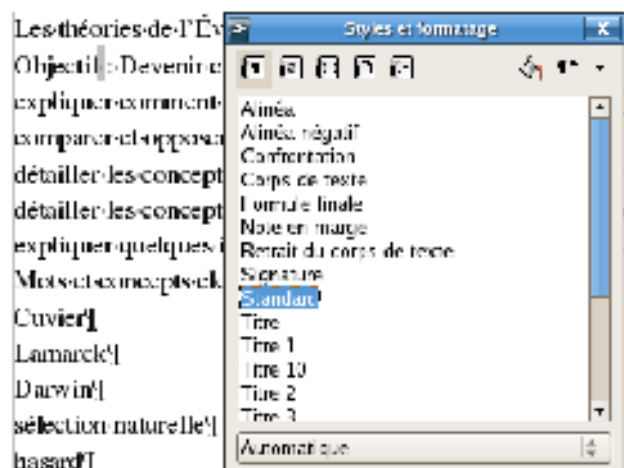 Les·théories·de·l'Év
Objectif·:·Devenir·c
expliquer·comment·
comparer·et·oppose
détailler·les·concept
détailler·les·concept
expliquer·quelques·i
Mots·et·concepts·cl
Cuvier¶
Lamarck¶
Darwin¶
sélection·naturelle¶
hasard¶
Styles et formatage
Alinéa
Alinéa négatif
Confrontation
Corps de texte
Formule finale
Note en marge
Retrait du corps de texte
Signature
Standard
Titre
Titre 1
Titre 10
Titre 2
Titre 3
Automatique